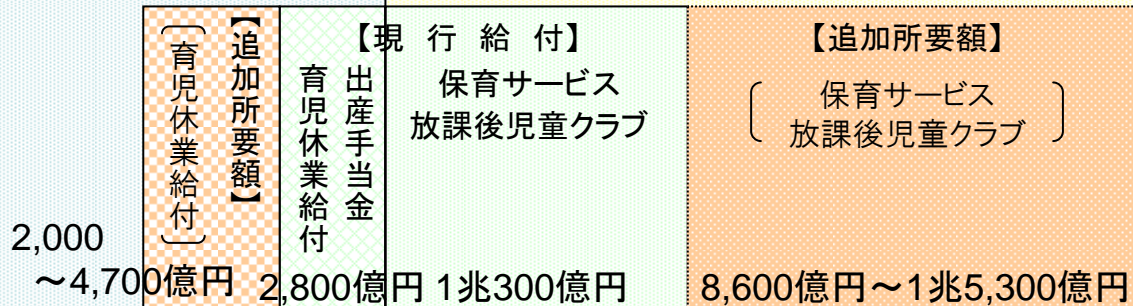 【追加所要額】
〔育児休業給付〕
2,000
～4,700億円
【現 行 給 付】
出産手当金
育児休業給付
2,800億円
保育サービス
放課後児童クラブ
1兆300億円
【追加所要額】
保育サービス
放課後児童クラブ
8,600億円～1兆5,300億円